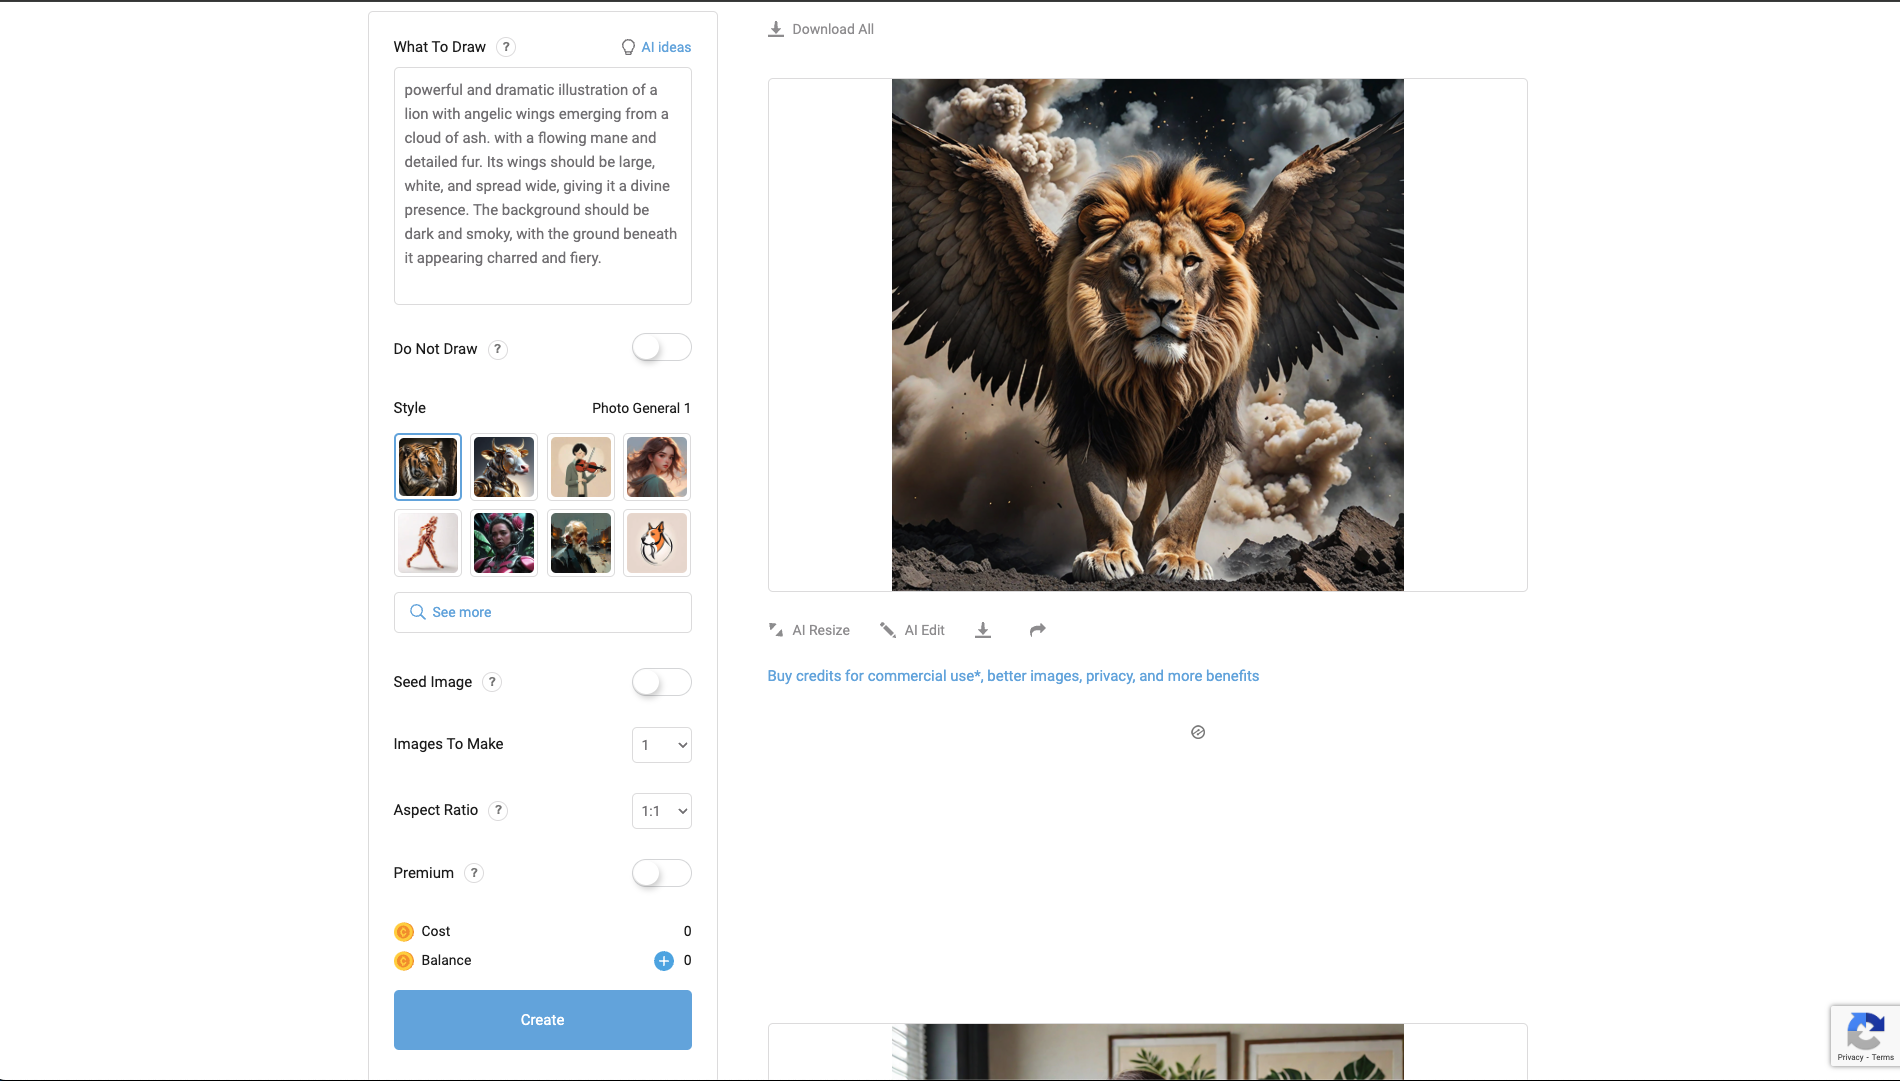 What To Draw ?
AI ideas
powerful and dramatic illustration of a
lion with angelic wings emerging from a
cloud of ash. with a flowing mane and
detailed fur. Its wings should be large,
white, and spread wide, giving it a divine
presence. The background should be
dark and smoky, with the ground beneath
it appearing charred and fiery.
Do Not Draw ?
Style
Photo General 1
See more
Seed Image ?
Images To Make
1
Aspect Ratio ?
1:1
Premium ?
Cost
0
Balance
0
Create
Download All
AI Resize
AI Edit
Buy credits for commercial use*, better images, privacy, and more benefits
Privacy - Terms